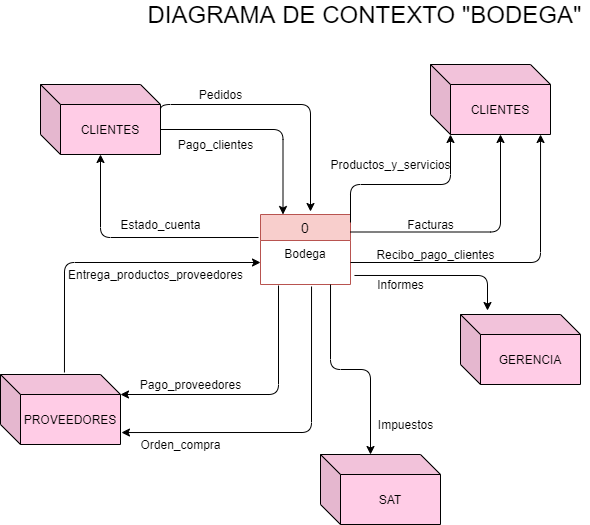 DIAGRAMA DE CONTEXTO "BODEGA"
Pedidos
CLIENTES
CLIENTES
Pago_clientes
Productos_y_servicios
Estado_cuenta
0
Facturas
Bodega
Recibo_pago_clientes
Entrega_productos_proveedores
Informes
GERENCIA
Pago_proveedores
PROVEEDORES
Impuestos
Orden_compra
SAT